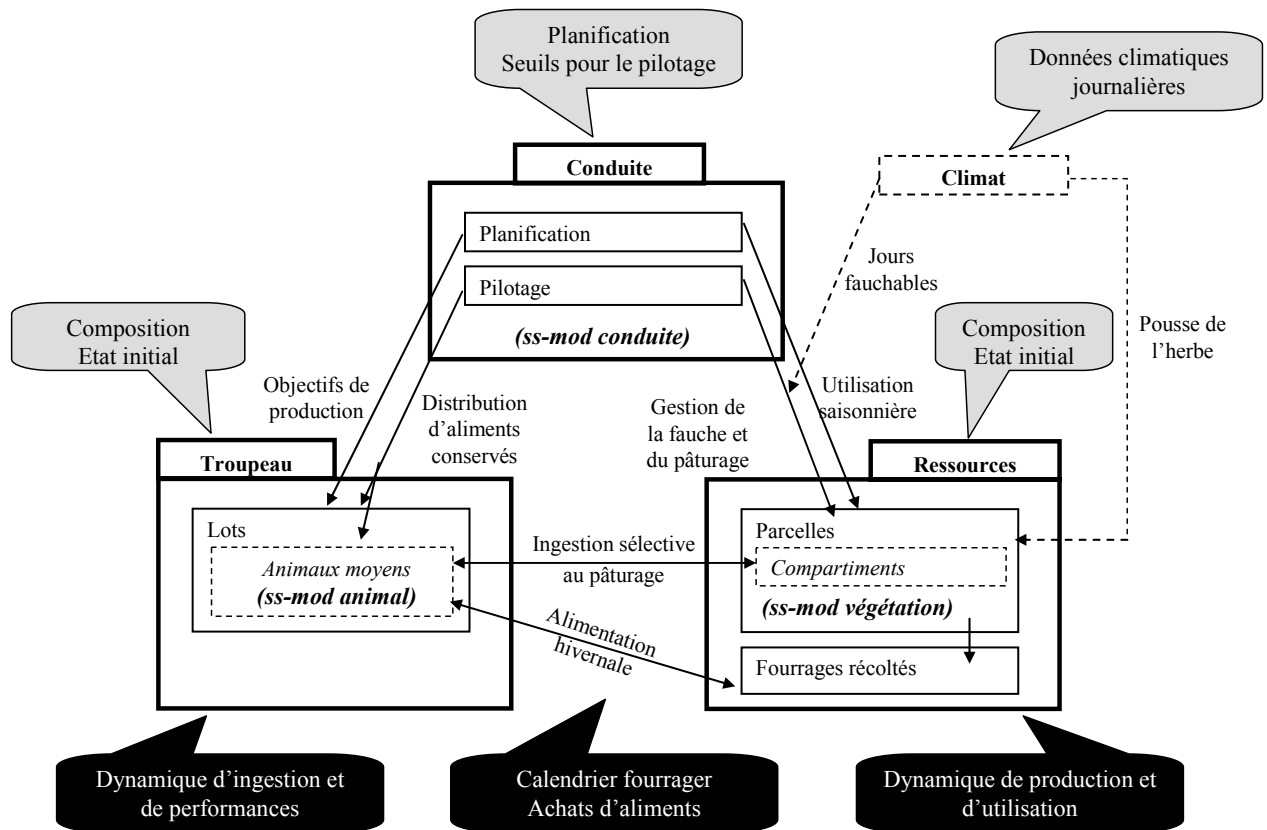 Planification
Seuils pour le pilotage
Données climatiques
journalières
Conduite
Climat
Planification
Pilotage
(ss-mod conduite)
Jours
fauchables
Composition
Etat initial
Composition
Etat initial
Pousse de
l’herbe
Objectifs de
production
Distribution
d’aliments
conservés
Gestion de
la fauche et
du pâturage
Utilisation
saisonnière
Troupeau
Ressources
Lots
Animaux moyens
(ss-mod animal)
Ingestion sélective
au pâturage
Parcelles
Compartiments
(ss-mod végétation)
Alimentation
hivernale
Fourrages récoltés
Dynamique d’ingestion et
de performances
Calendrier fourrager
Achats d’aliments
Dynamique de production et
d’utilisation